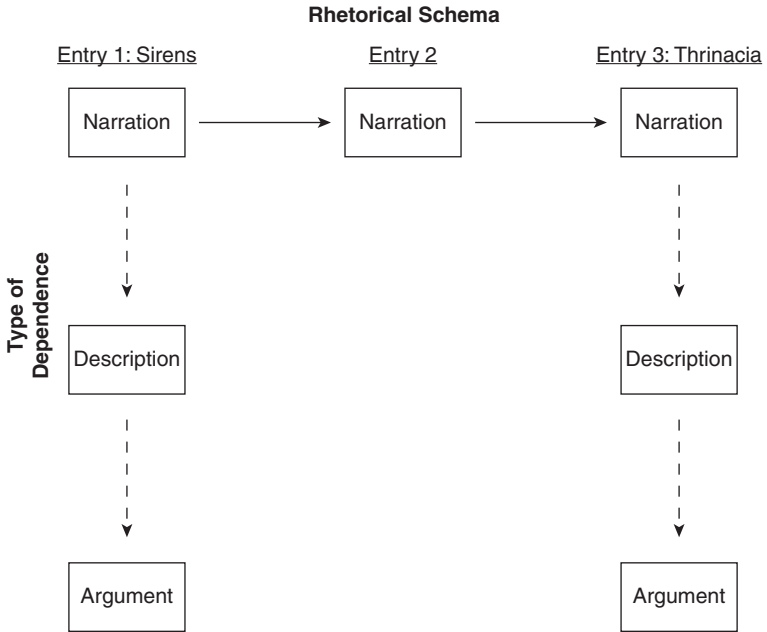 Rhetorical Schema
Entry 1: Sirens
Entry 2
Entry 3: Thrinacia
Narration
Narration
Narration
Type of
Dependence
Description
Description
Argument
Argument